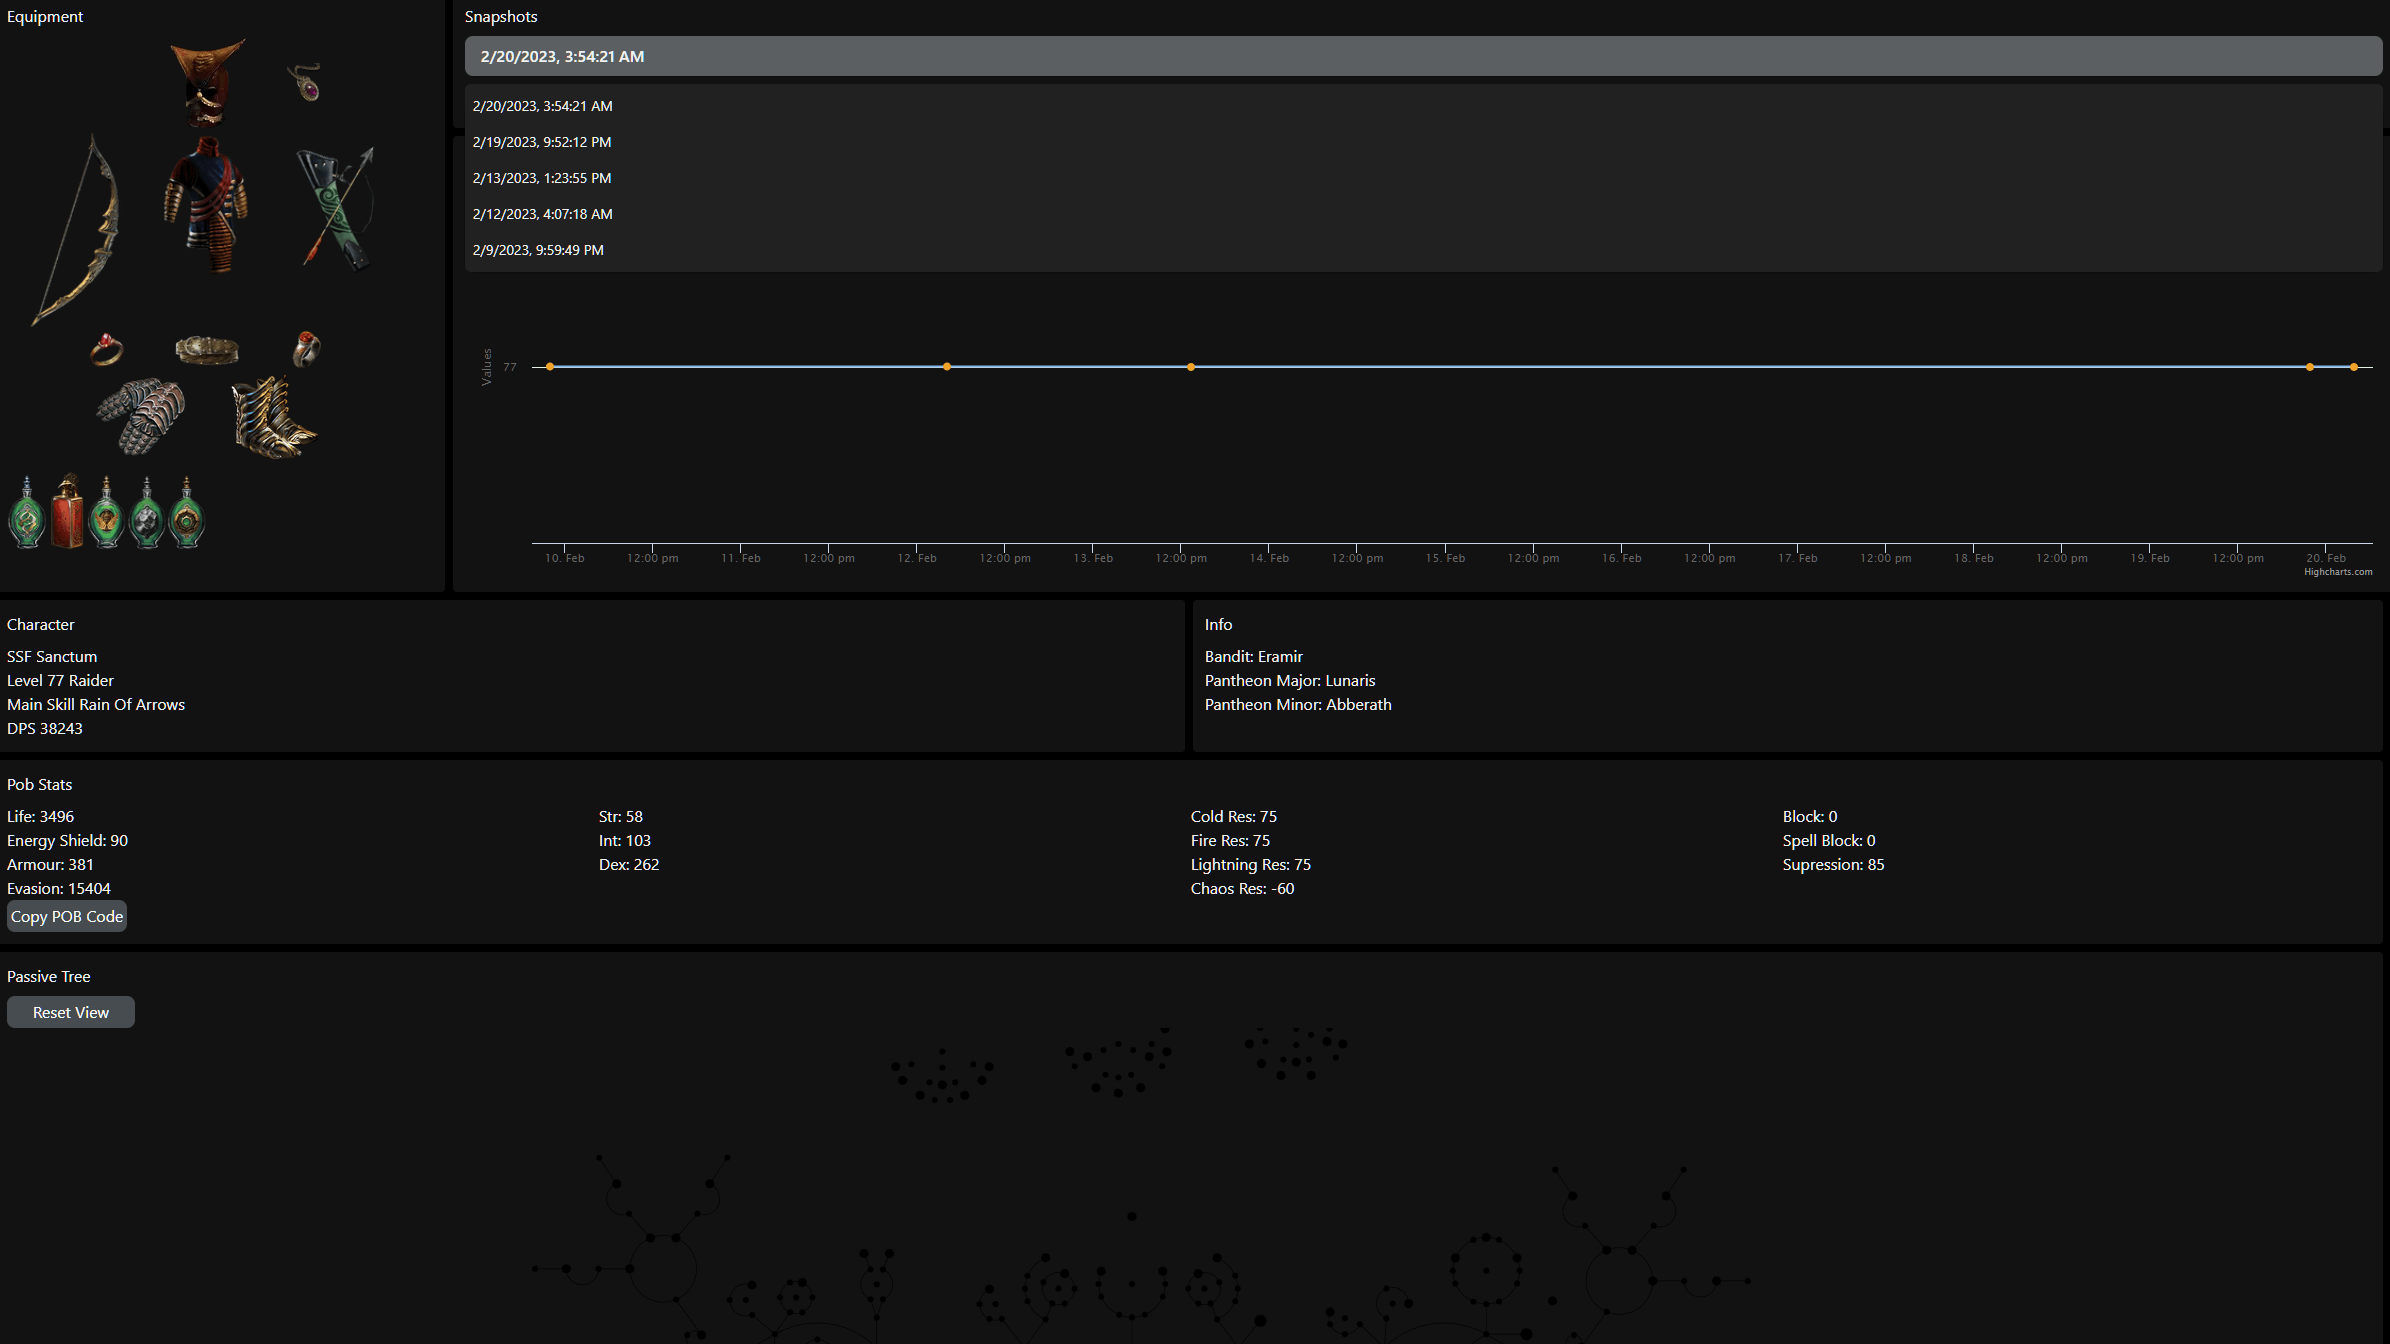 Equipment
Snapshots
2/20/2023, 3:54:21 AM
2/20/2023, 3:54:21 AM
2/19/2023, 9:52:12 PM
2/13/2023, 1:23:55 PM
2/12/2023, 4:07:18 AM
2/9/2023, 9:59:49 PM
Values
77
10. Feb 12:00 pm 11. Feb 12:00 pm 12. Feb 12:00 pm 13. Feb 12:00 pm 14. Feb 12:00 pm 15. Feb 12:00 pm 16. Feb 12:00 pm 17. Feb 12:00 pm 18. Feb 12:00 pm 19. Feb 12:00 pm 20. Feb
Highcharts.com
Character
SSF Sanctum
Level 77 Raider
Main Skill Rain Of Arrows
DPS 38243
Info
Bandit: Eramir
Pantheon Major: Lunaris
Pantheon Minor: Abberath
Pob Stats
Life: 3496
Energy Shield: 90
Armour: 381
Evasion: 15404
Str: 58
Int: 103
Dex: 262
Cold Res: 75
Fire Res: 75
Lightning Res: 75
Chaos Res: -60
Block: 0
Spell Block: 0
Supression: 85
Copy POB Code
Passive Tree
Reset View